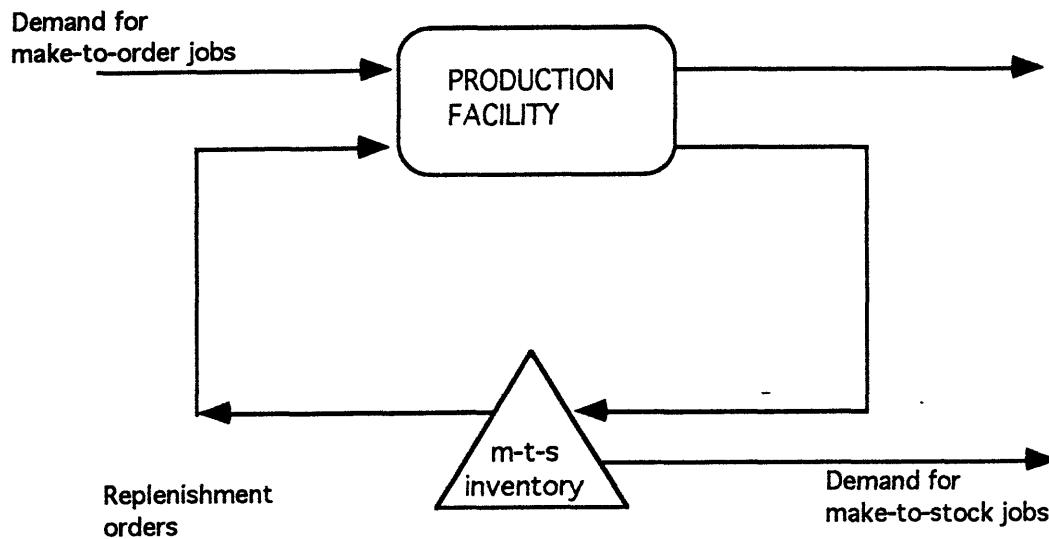 Demand for
make-to-order jobs
PRODUCTION
FACILITY
m-t-s
inventory
Replenishment
orders
Demand for
make-to-stock jobs